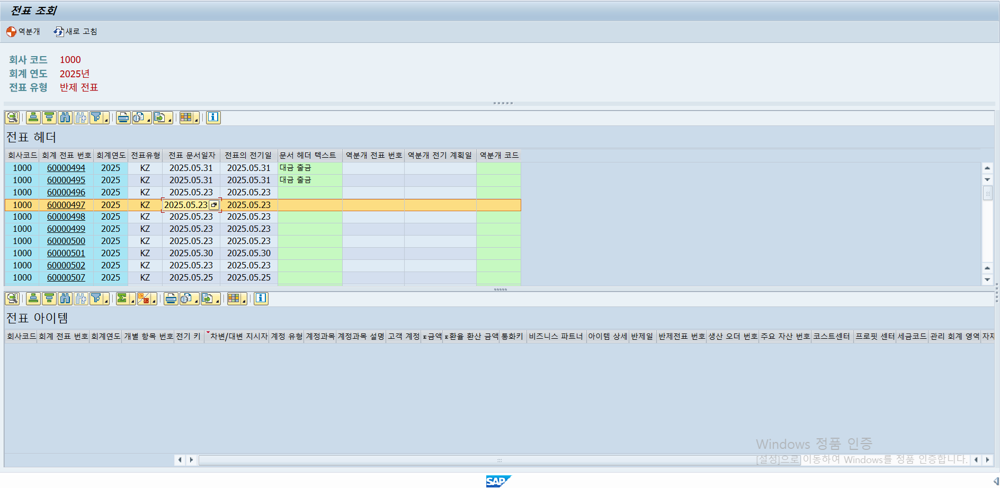 전표 조회
역분개 새로 고침
회사 코드 1000
회계 연도 2025년
전표 유형 반제 전표
전표 헤더
회사코드 회계 전표 번호 회계연도 전표유형 전표 문서일자 전표의 전기일 문서 헤더 텍스트 역분개 전표 번호 역분개 전기 계획일 역분개 코드
1000 60000494 2025 KZ 2025.05.31 2025.05.31 대금 출금
1000 60000495 2025 KZ 2025.05.31 2025.05.31 대금 출금
1000 60000496 2025 KZ 2025.05.23 2025.05.23
1000 60000497 2025 KZ 2025.05.23 2025.05.23
1000 60000498 2025 KZ 2025.05.23 2025.05.23
1000 60000499 2025 KZ 2025.05.23 2025.05.23
1000 60000500 2025 KZ 2025.05.23 2025.05.23
1000 60000501 2025 KZ 2025.05.30 2025.05.30
1000 60000502 2025 KZ 2025.05.23 2025.05.23
1000 60000507 2025 KZ 2025.05.25 2025.05.25
전표 아이템
회사코드 회계 전표 번호 회계연도 개별 항목 번호 전기 키 차변/대변 지시자 계정 유형 계정과목 계정과목 설명 고객 계정 Σ금액 Σ환율 환산 금액 통화키 비즈니스 파트너 아이템 상세 반제일 반제전표 번호 생산 오더 번호 주요 자산 번호 코스트센터 프로핏 센터 세금코드 관리 회계 영역 자재
Windows 정품 인증
[설정]으로 이동하여 Windows를 정품 인증합니다.
SAP